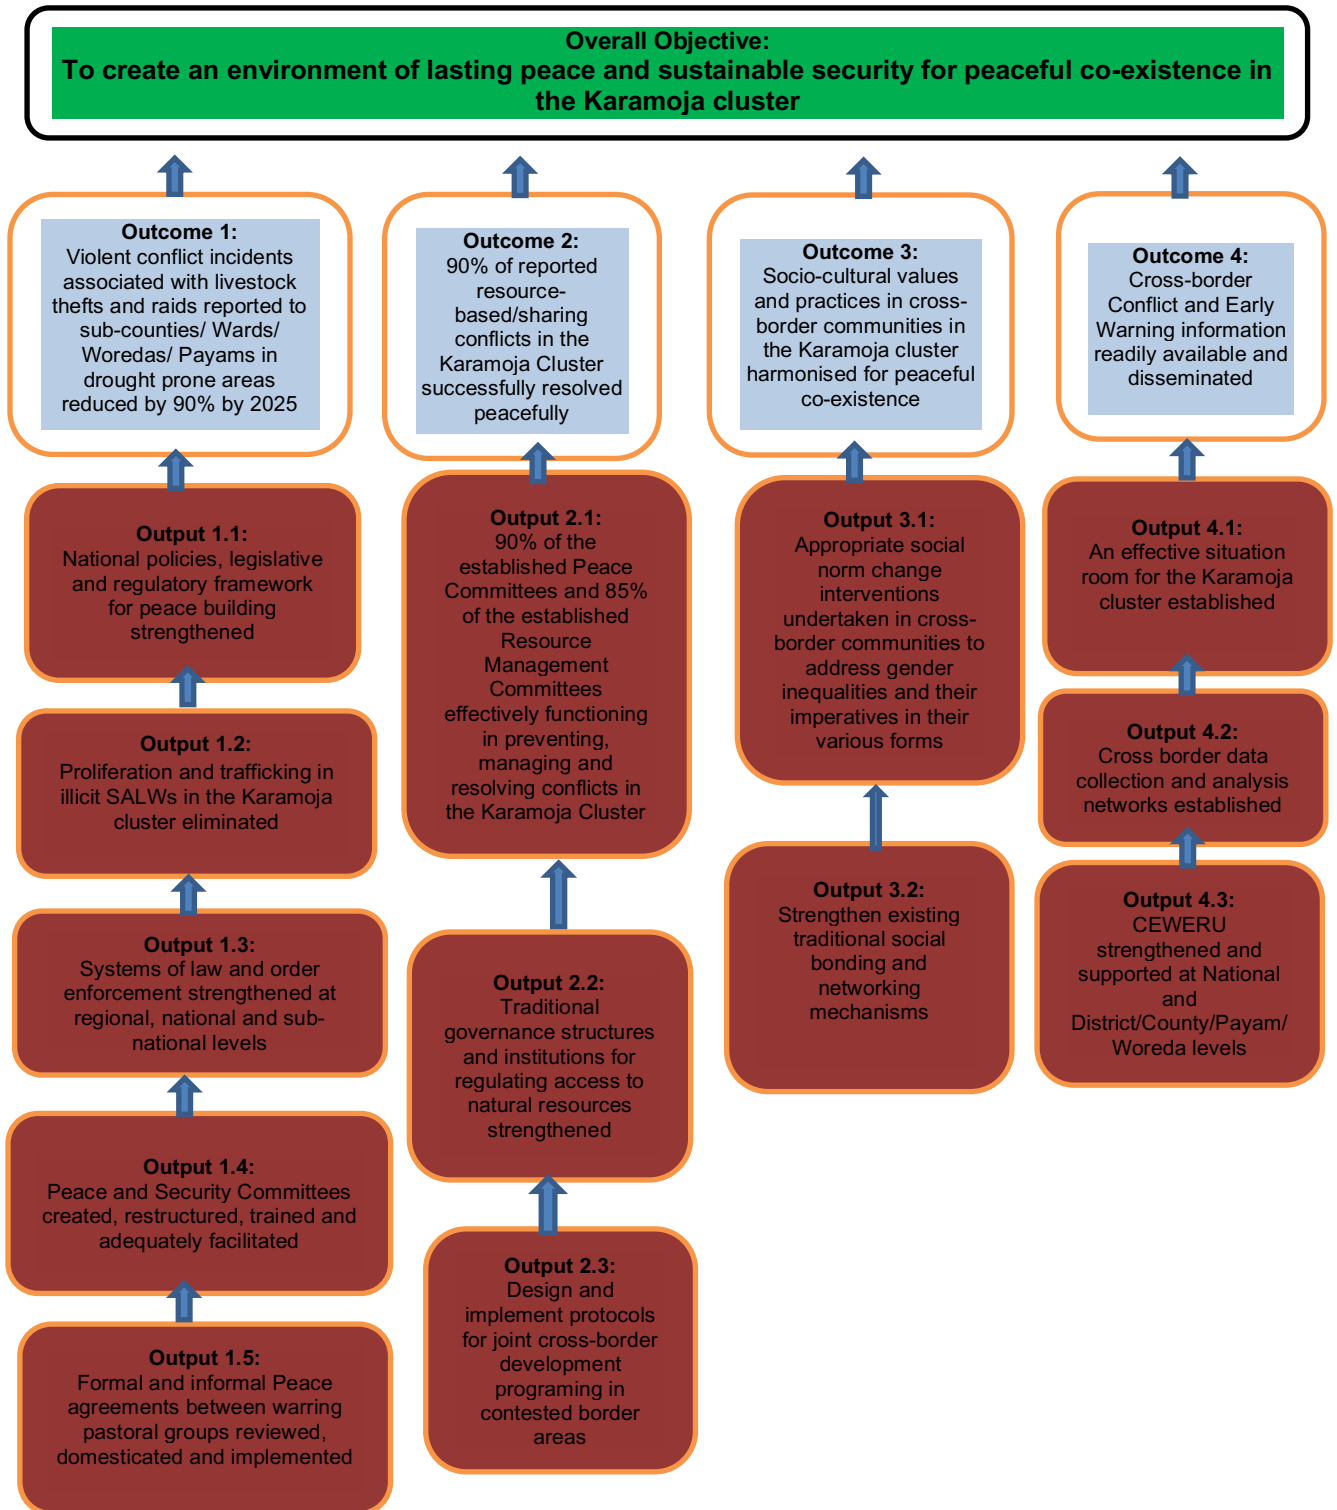 Overall Objective:
To create an environment of lasting peace and sustainable security for peaceful co-existence in
the Karamoja cluster
Outcome 1:
Violent conflict incidents
associated with livestock
thefts and raids reported to
sub-counties/ Wards/
Woredas/ Payams in
drought prone areas
reduced by 90% by 2025
Outcome 2:
90% of reported
resource-
based/sharing
conflicts in the
Karamoja Cluster
successfully resolved
peacefully
Outcome 3:
Socio-cultural values
and practices in cross-
border communities in
the Karamoja cluster
harmonised for peaceful
co-existence
Outcome 4:
Cross-border
Conflict and Early
Warning information
readily available and
disseminated
Output 1.1:
National policies, legislative
and regulatory framework
for peace building
strengthened
Output 1.2:
Proliferation and trafficking in
illicit SALWs in the Karamoja
cluster eliminated
Output 1.3:
Systems of law and order
enforcement strengthened at
regional, national and sub-
national levels
Output 1.4:
Peace and Security Committees
created, restructured, trained and
adequately facilitated
Output 1.5:
Formal and informal Peace
agreements between warring
pastoral groups reviewed,
domesticated and implemented
Output 2.1:
90% of the
established Peace
Committees and 85%
of the established
Resource
Management
Committees
effectively functioning
in preventing,
managing and
resolving conflicts in
the Karamoja Cluster
Output 2.2:
Traditional
governance structures
and institutions for
regulating access to
natural resources
strengthened
Output 2.3:
Design and
implement protocols
for joint cross-border
development
programing in
contested border
areas
Output 3.1:
Appropriate social
norm change
interventions
undertaken in cross-
border communities to
address gender
inequalities and their
imperatives in their
various forms
Output 3.2:
Strengthen existing
traditional social
bonding and
networking
mechanisms
Output 4.1:
An effective situation
room for the Karamoja
cluster established
Output 4.2:
Cross border data
collection and analysis
networks established
Output 4.3:
CEWERU
strengthened and
supported at National
and
District/County/Payam/
Woreda levels